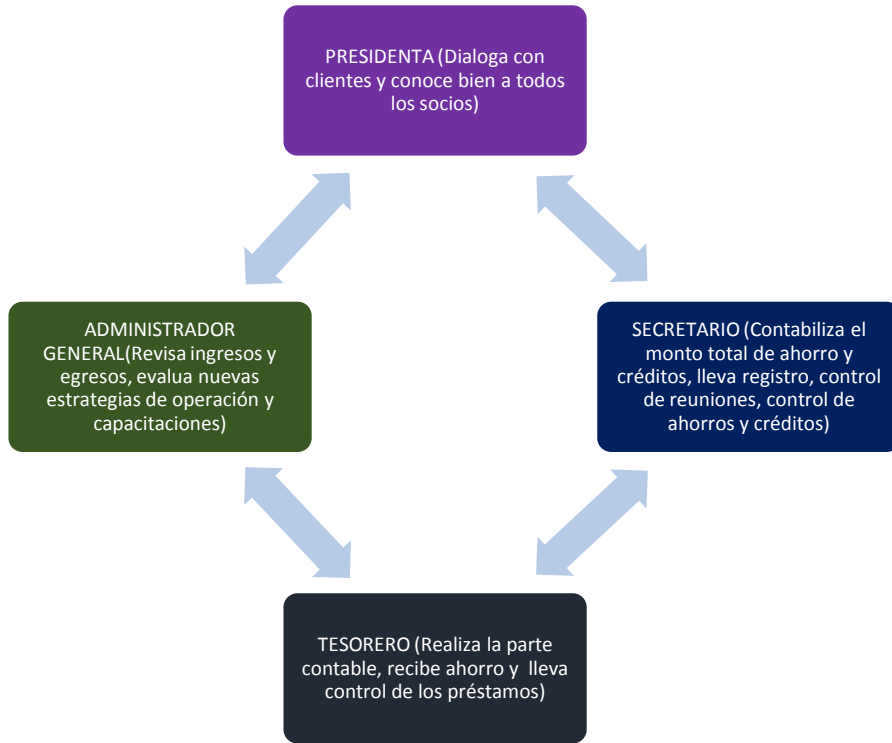 PRESIDENTA (Dialoga con
clientes y conoce bien a todos
los socios)
ADMINISTRADOR
GENERAL(Revisa ingresos y
egresos, evalua nuevas
estrategias de operación y
capacitaciones)
SECRETARIO (Contabiliza el
monto total de ahorro y
créditos, lleva registro, control
de reuniones, control de
ahorros y créditos)
TESORERO (Realiza la parte
contable, recibe ahorro y  lleva
control de los préstamos)